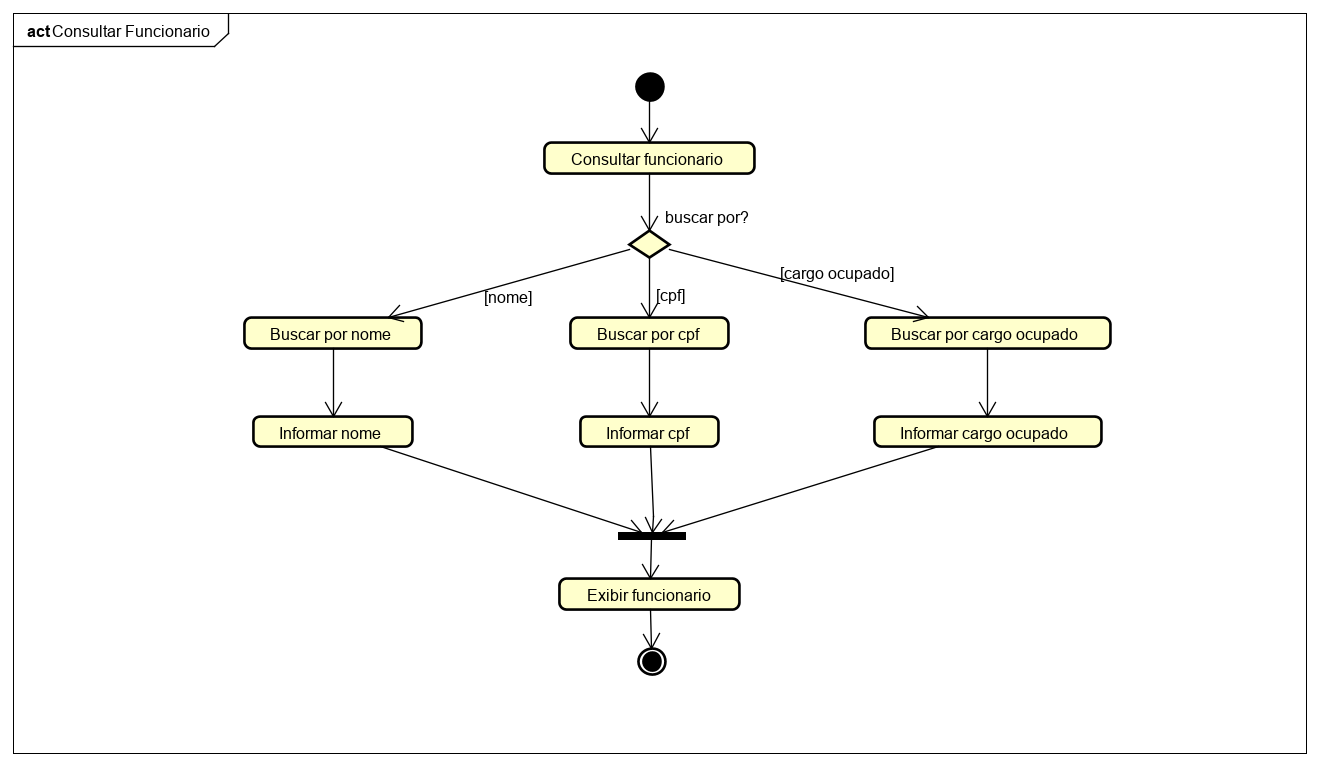 act Consultar Funcionario
Consultar funcionario
buscar por?
[nome]
[cpf]
[cargo ocupado]
Buscar por nome
Buscar por cpf
Buscar por cargo ocupado
Informar nome
Informar cpf
Informar cargo ocupado
Exibir funcionario